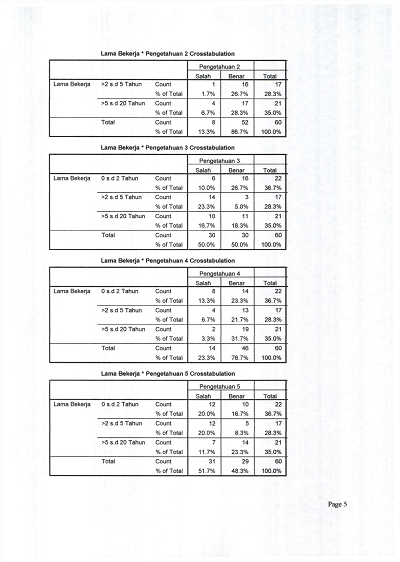 Lama Bekerja * Pengetahuan 2 Crosstabulation
Pengetahuan 2
Salah Benar Total
Lama Bekerja >2 s.d 5 Tahun Count 1 16 17
% of Total 1.7% 26.7% 28.3%
>5 s.d 20 Tahun Count 4 17 21
% of Total 6.7% 28.3% 35.0%
Total Count 8 52 60
% of Total 13.3% 86.7% 100.0%
Lama Bekerja * Pengetahuan 3 Crosstabulation
Pengetahuan 3
Salah Benar Total
Lama Bekerja 0 s.d 2 Tahun Count 6 16 22
% of Total 10.0% 26.7% 36.7%
>2 s.d 5 Tahun Count 14 3 17
% of Total 23.3% 5.0% 28.3%
>5 s.d 20 Tahun Count 10 11 21
% of Total 16.7% 18.3% 35.0%
Total Count 30 30 60
% of Total 50.0% 50.0% 100.0%
Lama Bekerja * Pengetahuan 4 Crosstabulation
Pengetahuan 4
Salah Benar Total
Lama Bekerja 0 s.d 2 Tahun Count 8 14 22
% of Total 13.3% 23.3% 36.7%
>2 s.d 5 Tahun Count 4 13 17
% of Total 6.7% 21.7% 28.3%
>5 s.d 20 Tahun Count 2 19 21
% of Total 3.3% 31.7% 35.0%
Total Count 14 46 60
% of Total 23.3% 76.7% 100.0%
Lama Bekerja * Pengetahuan 5 Crosstabulation
Pengetahuan 5
Salah Benar Total
Lama Bekerja 0 s.d 2 Tahun Count 12 10 22
% of Total 20.0% 16.7% 36.7%
>2 s.d 5 Tahun Count 12 5 17
% of Total 20.0% 8.3% 28.3%
>5 s.d 20 Tahun Count 7 14 21
% of Total 11.7% 23.3% 35.0%
Total Count 31 29 60
% of Total 51.7% 48.3% 100.0%
Page 5